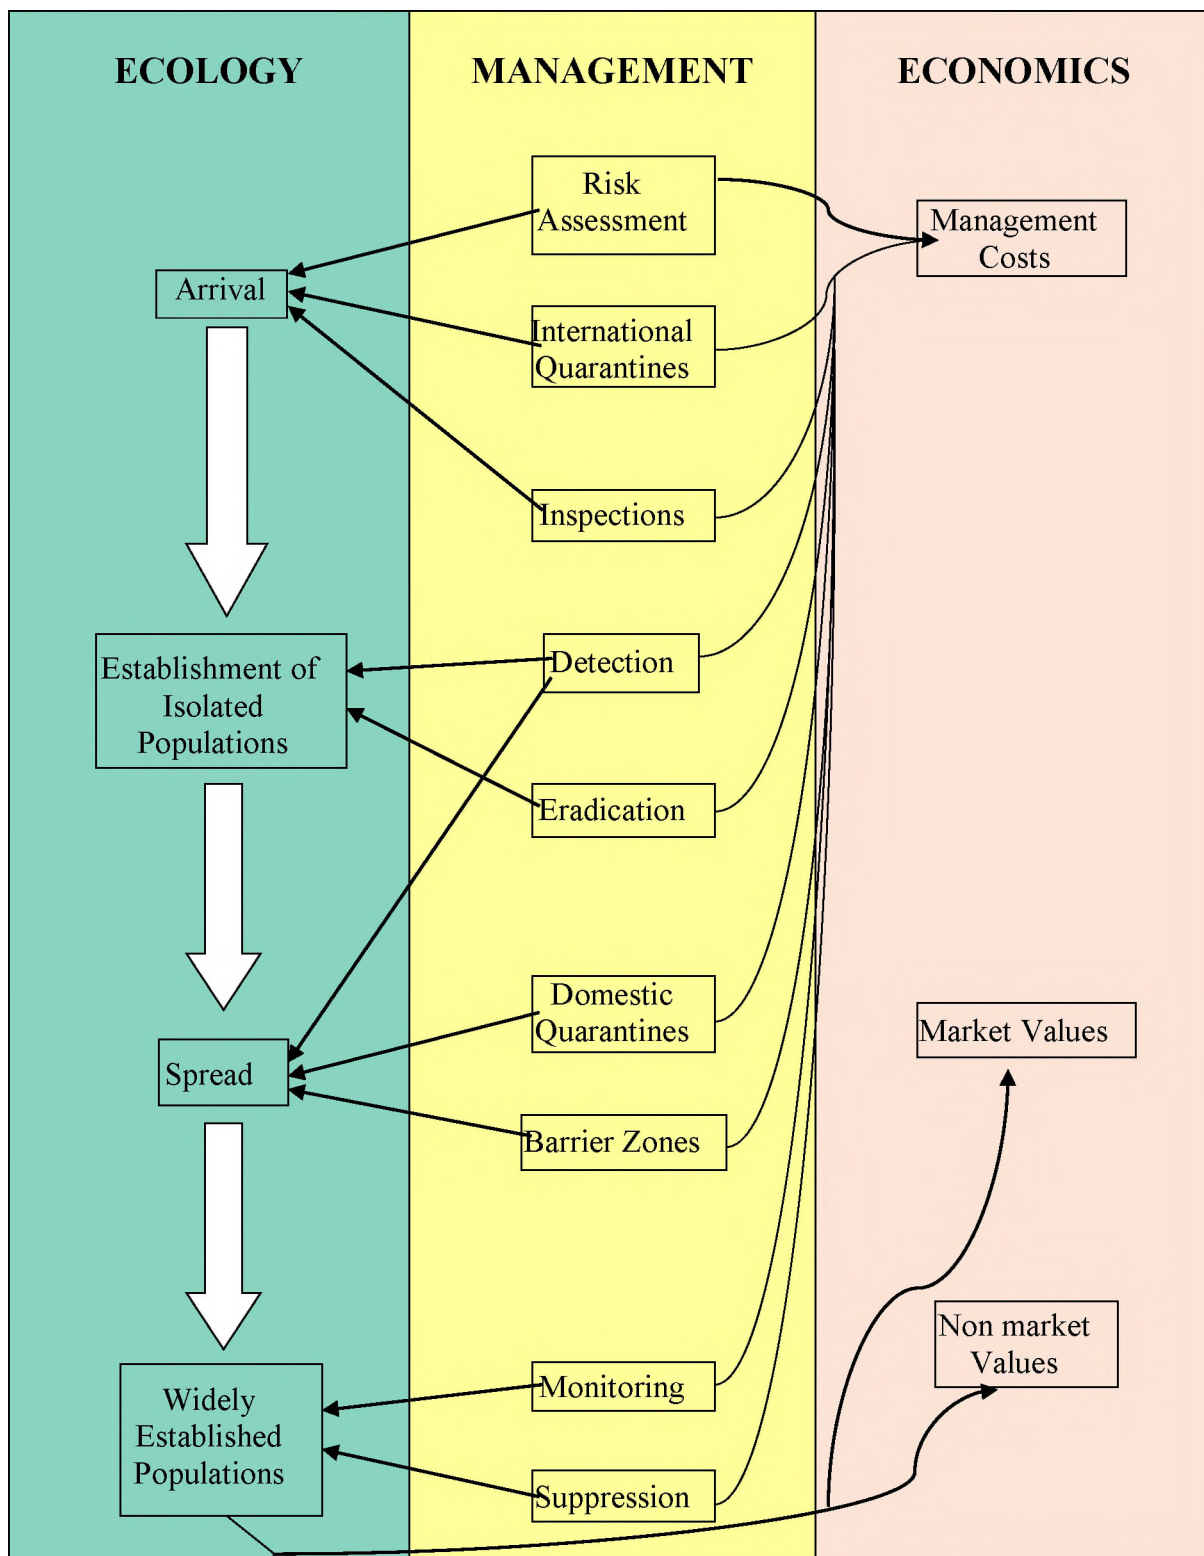 ECOLOGY
MANAGEMENT
ECONOMICS
Risk
Assessment
Management
Costs
Arrival
International
Quarantines
Inspections
Establishment of
Isolated
Populations
Detection
Eradication
Domestic
Quarantines
Market Values
Spread
Barrier Zones
Non market
Values
Widely
Established
Populations
Monitoring
Suppression